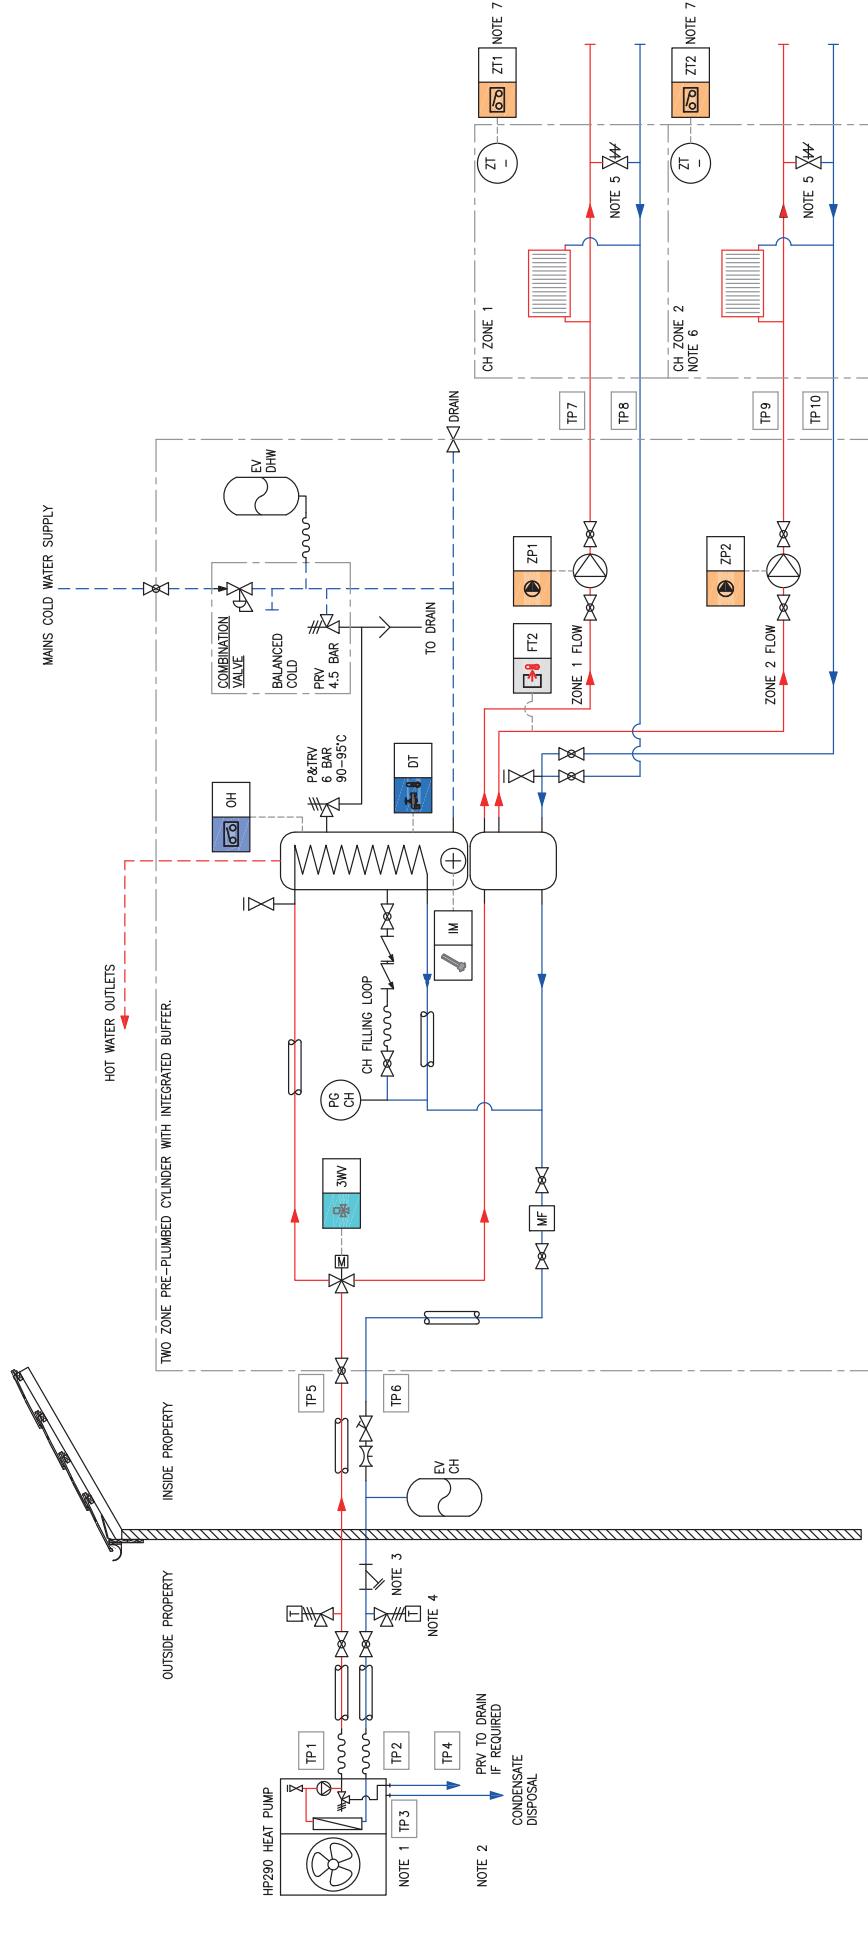 MAINS COLD WATER SUPPLY
HOT WATER OUTLETS
TWO ZONE PRE-PLUMBED CYLINDER WITH INTEGRATED BUFFER.
OUTSIDE PROPERTY
INSIDE PROPERTY
HP290 HEAT PUMP
TP1
TP2
TP3
TP4
NOTE 1
NOTE 2
PRV TO DRAIN
IF REQUIRED
CONDENSATE
DISPOSAL
T
T
NOTE 3
NOTE 4
EV
CH
TP5
TP6
M
3WV
MF
PG
CH
CH FILLING LOOP
IM
OH
DT
P&TRV
6 BAR
90-95°C
COMBINATION
VALVE
BALANCED
COLD
PRV
4.5 BAR
TO DRAIN
EV
DHW
DRAIN
FT2
ZONE 1 FLOW
ZONE 2 FLOW
ZP1
ZP2
TP7
TP8
TP9
TP10
CH ZONE 1
CH ZONE 2
NOTE 6
NOTE 5
NOTE 5
ZT
–
ZT
–
ZT1
NOTE 7
ZT2
NOTE 7